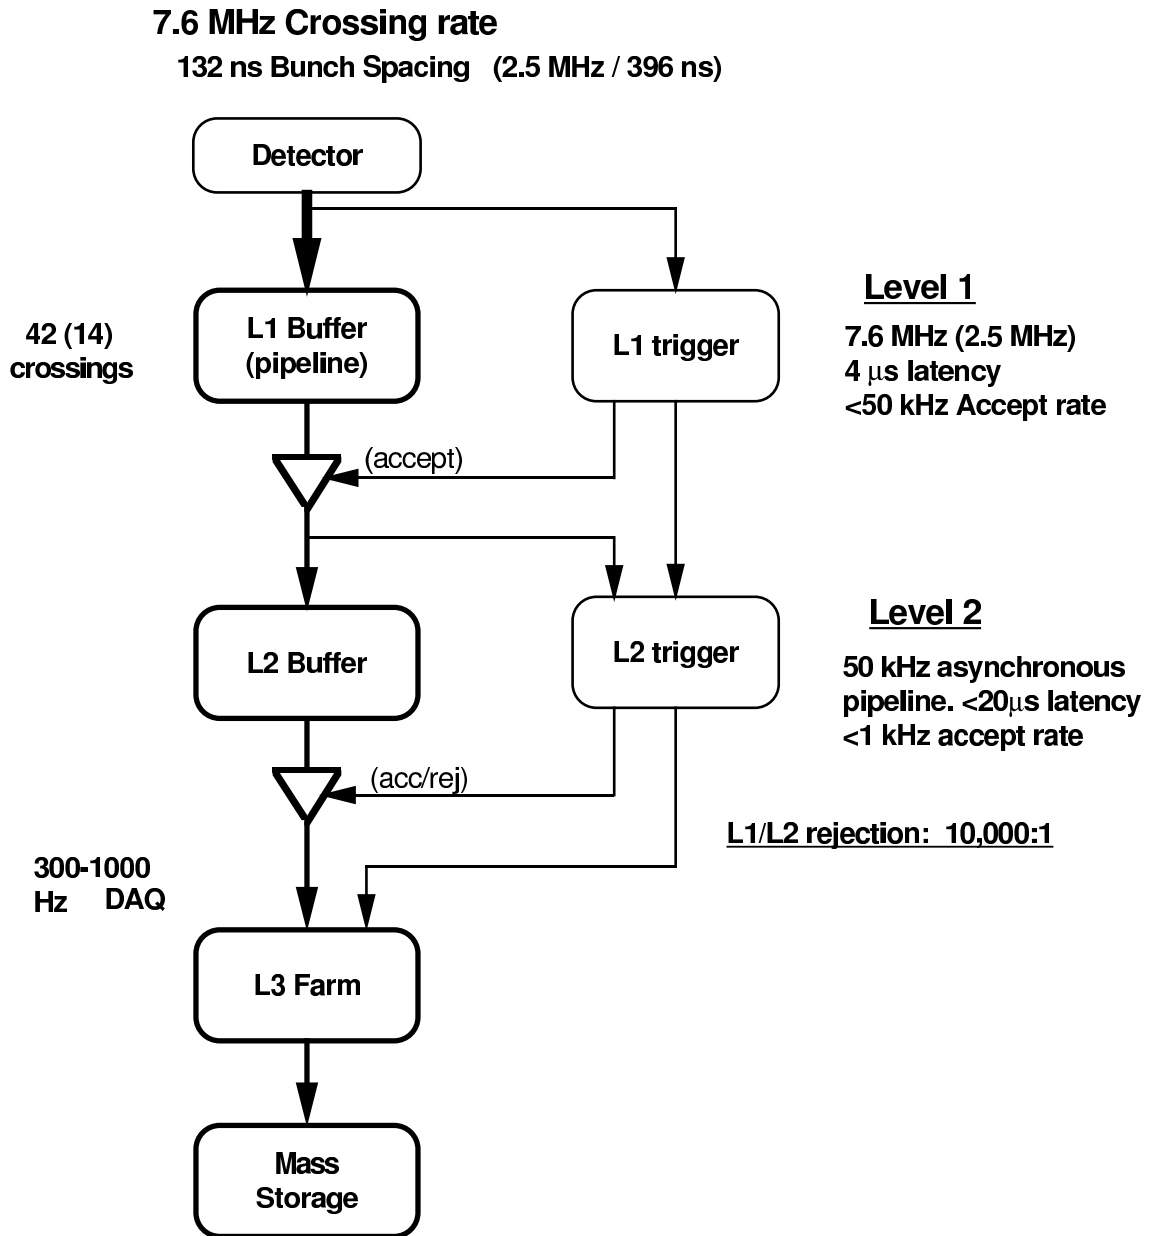 7.6 MHz Crossing rate
132 ns Bunch Spacing (2.5 MHz / 396 ns)
Detector
42 (14)
crossings
L1 Buffer
(pipeline)
L1 trigger
Level 1
7.6 MHz (2.5 MHz)
4 μs latency
<50 kHz Accept rate
(accept)
L2 Buffer
L2 trigger
Level 2
50 kHz asynchronous
pipeline. <20μs latency
<1 kHz accept rate
(acc/rej)
L1/L2 rejection: 10,000:1
300-1000
Hz DAQ
L3 Farm
Mass
Storage